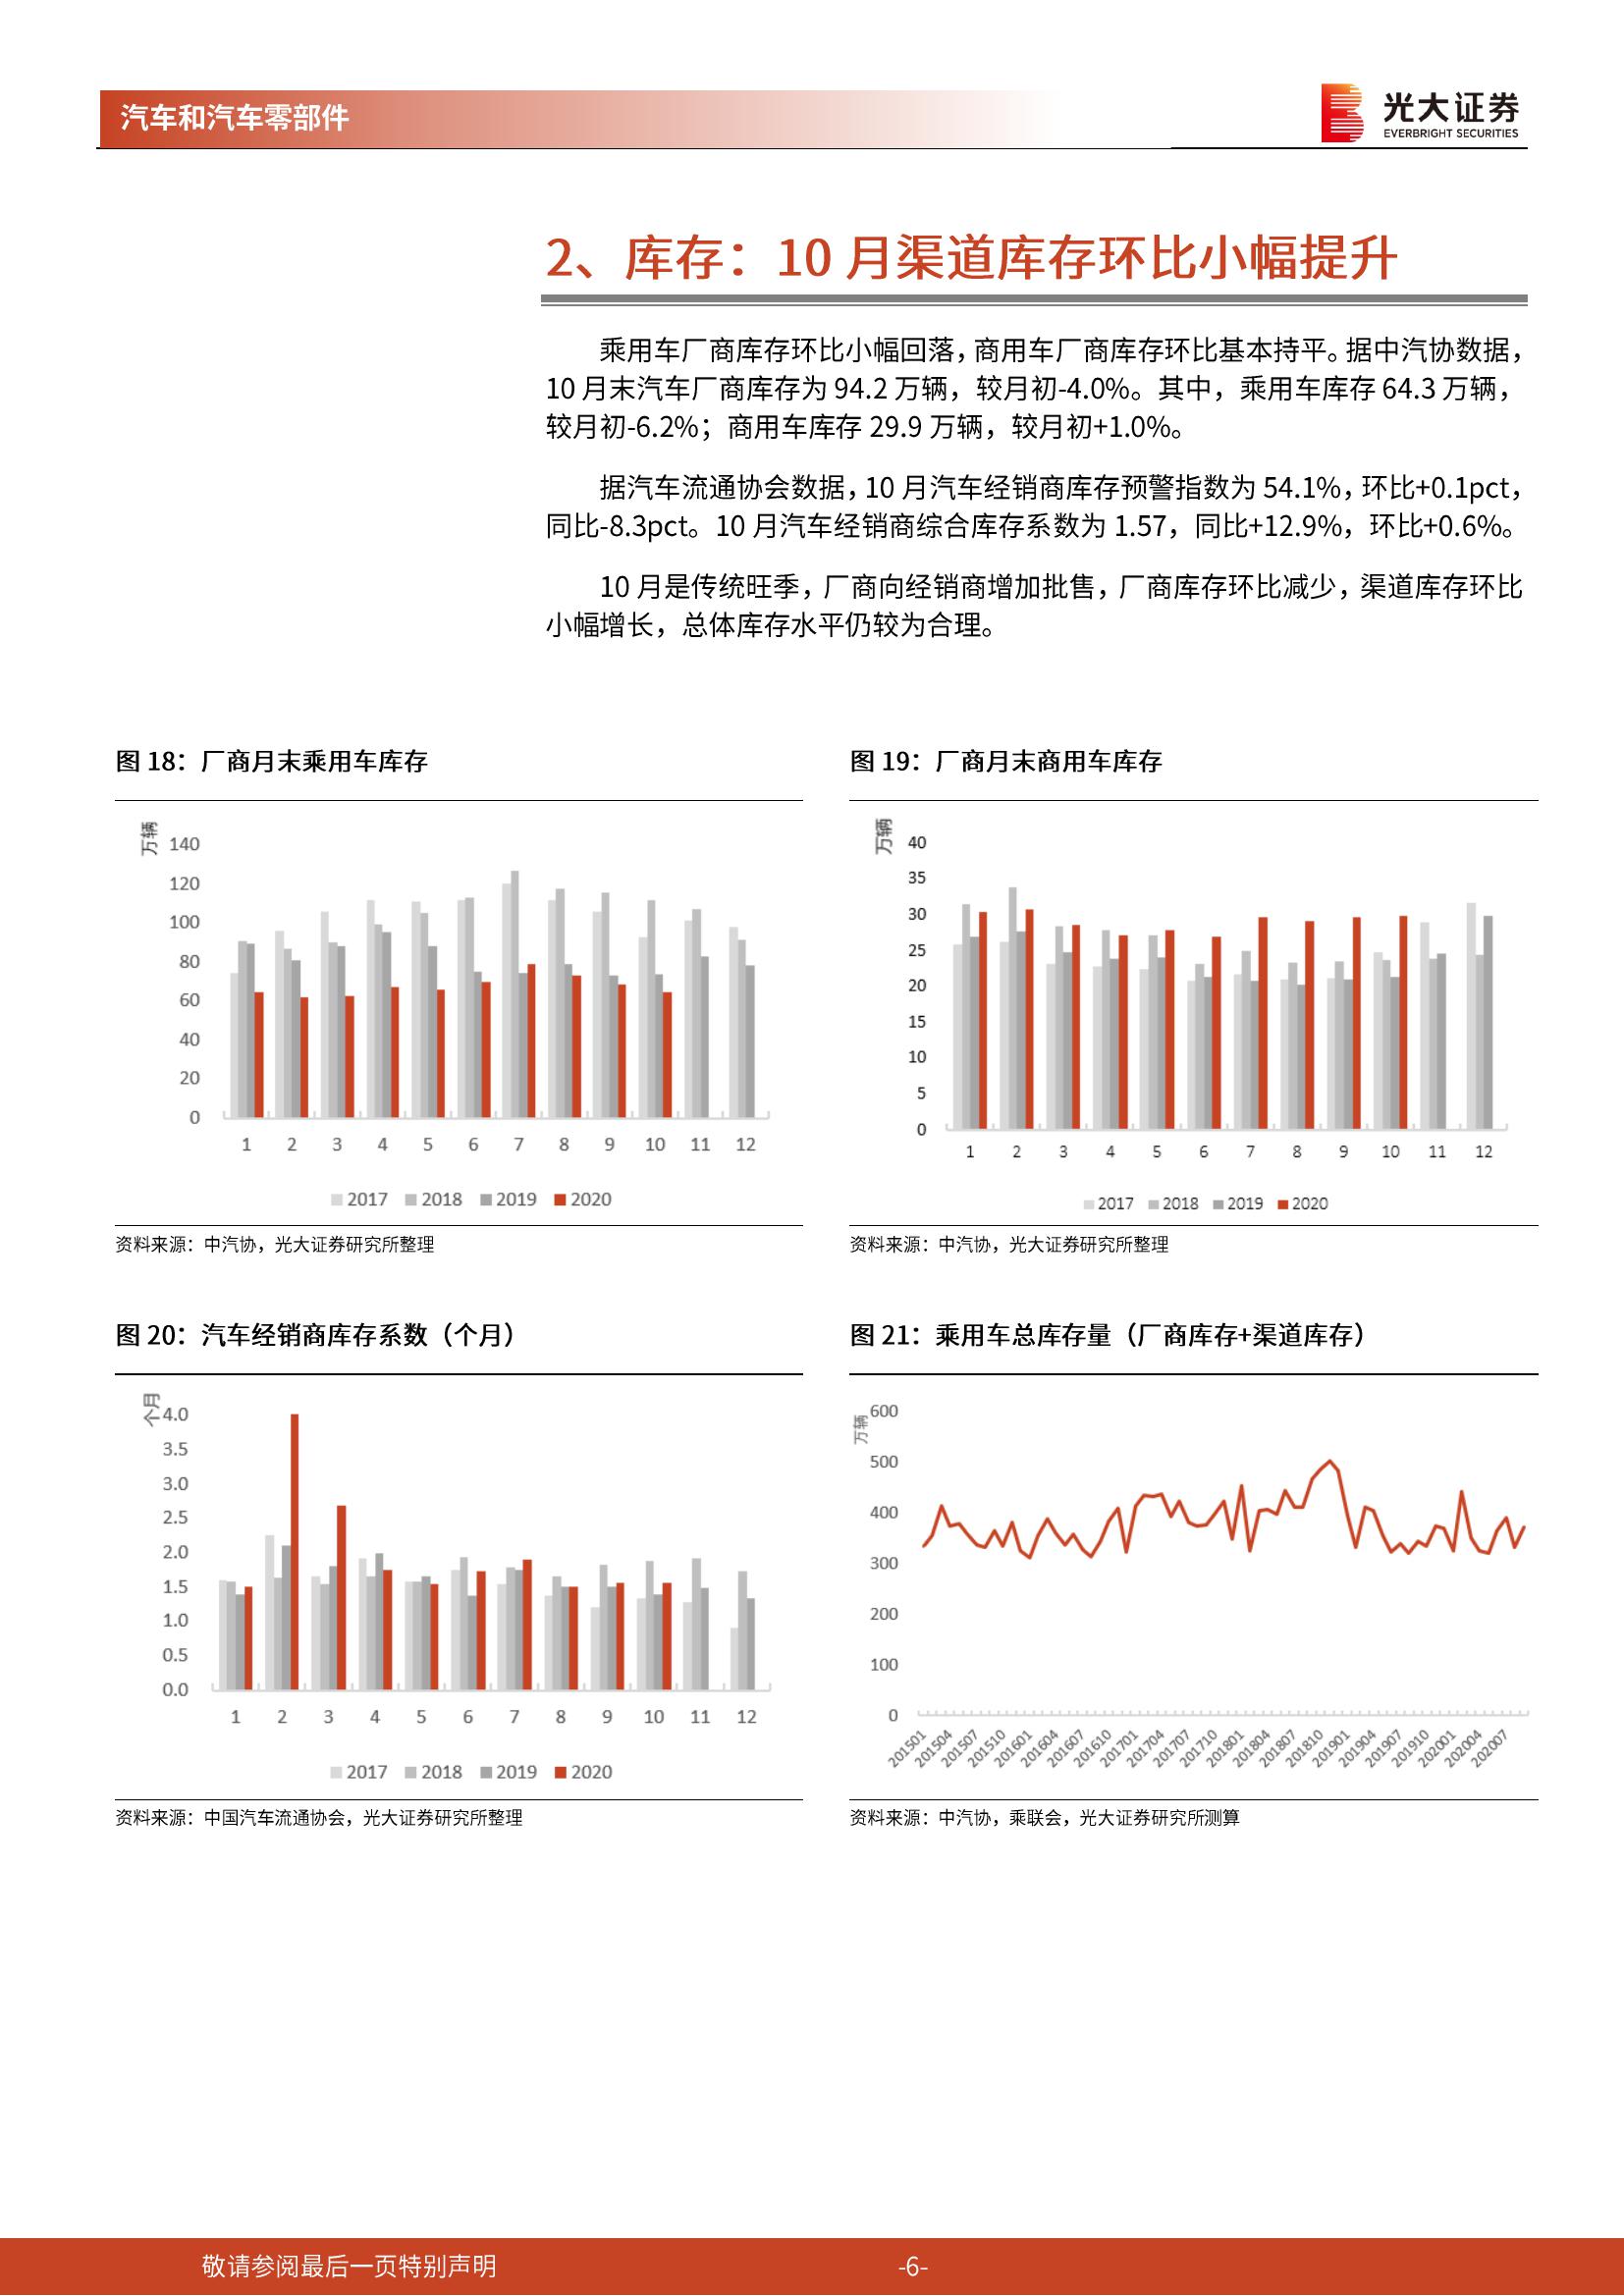 汽车和汽车零部件
光大证券
EVERBRIGHT SECURITIES
2、库存：10 月渠道库存环比小幅提升
乘用车厂商库存环比小幅回落，商用车厂商库存环比基本持平。据中汽协数据，
10 月末汽车厂商库存为 94.2 万辆，较月初-4.0%。其中，乘用车库存 64.3 万辆，
较月初-6.2%；商用车库存 29.9 万辆，较月初+1.0%。
据汽车流通协会数据，10 月汽车经销商库存预警指数为 54.1%，环比+0.1pct，
同比-8.3pct。10 月汽车经销商综合库存系数为 1.57，同比+12.9%，环比+0.6%。
10 月是传统旺季，厂商向经销商增加批售，厂商库存环比减少，渠道库存环比
小幅增长，总体库存水平仍较为合理。
图 18：厂商月末乘用车库存
万辆
140
120
100
80
60
40
20
0
1 2 3 4 5 6 7 8 9 10 11 12
2017 2018 2019 2020
资料来源：中汽协，光大证券研究所整理
图 19：厂商月末商用车库存
万辆
40
35
30
25
20
15
10
5
0
1 2 3 4 5 6 7 8 9 10 11 12
2017 2018 2019 2020
资料来源：中汽协，光大证券研究所整理
图 20：汽车经销商库存系数（个月）
个月
4.0
3.5
3.0
2.5
2.0
1.5
1.0
0.5
0.0
1 2 3 4 5 6 7 8 9 10 11 12
2017 2018 2019 2020
资料来源：中国汽车流通协会，光大证券研究所整理
图 21：乘用车总库存量（厂商库存+渠道库存）
万辆
600
500
400
300
200
100
0
201501 201504 201507 201510 201601 201604 201607 201610 201701 201704 201707 201710 201801 201804 201807 201810 201901 201904 201907 201910 202001 202004 202007
资料来源：中汽协，乘联会，光大证券研究所测算
敬请参阅最后一页特别声明
-6-